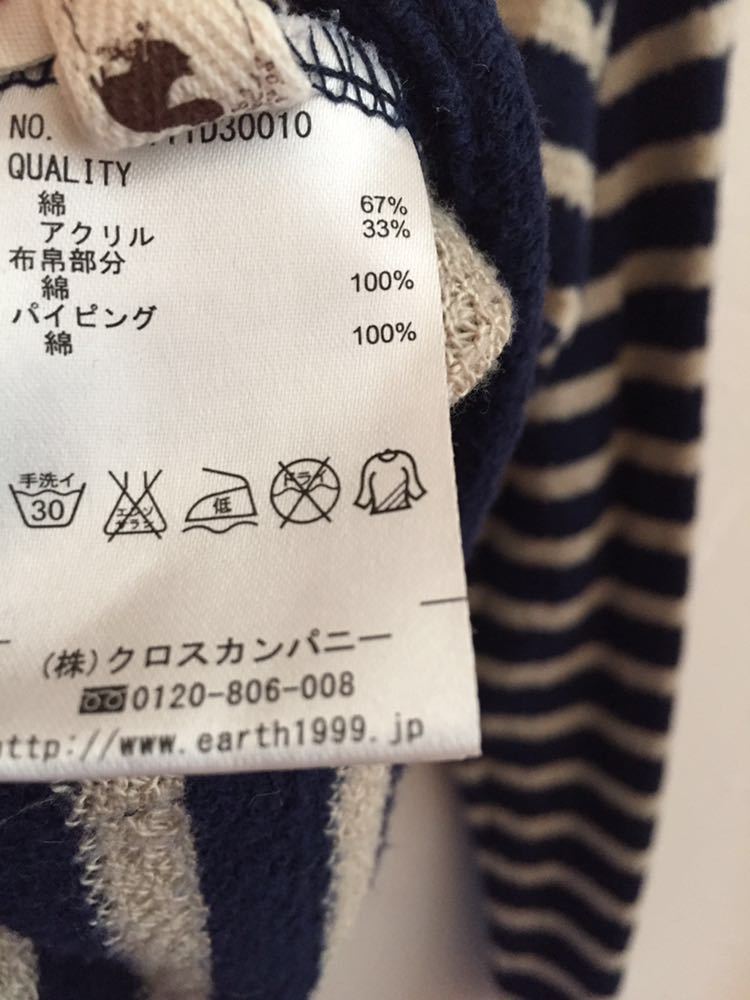 NO.
11D30010
QUALITY
綿 67%
アクリル 33%
布帛部分
綿 100%
パイピング
綿 100%
手洗イ
30
エンソ
サラシ
低
ドライ
(株)クロスカンパニー
0120-806-008
http://www.earth1999.jp